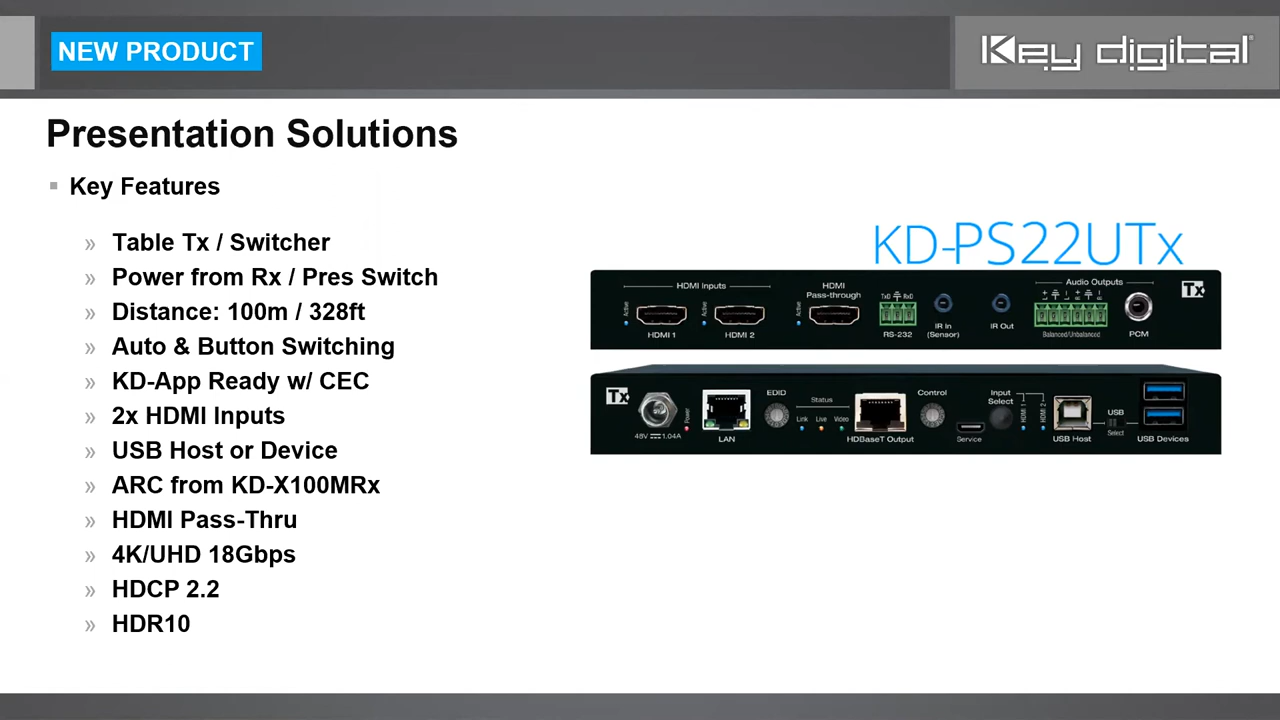 NEW PRODUCT
Key digital
Presentation Solutions
Key Features
» Table Tx / Switcher
» Power from Rx / Pres Switch
» Distance: 100m / 328ft
» Auto & Button Switching
» KD-App Ready w/ CEC
» 2x HDMI Inputs
» USB Host or Device
» ARC from KD-X100MRx
» HDMI Pass-Thru
» 4K/UHD 18Gbps
» HDCP 2.2
» HDR10
KD-PS22UTx
HDMI Inputs
HDMI
Pass-through
Audio Outputs
Tx
Active
Active
Active
TxD RxD
L + - R + -
HDMI 1
HDMI 2
RS-232
IR In
(Sensor)
IR Out
Balanced/Unbalanced
PCM
Tx
EDID
Status
Control
Input
Select
HDMI 1
HDMI 2
USB
Select
Power
Link Live Video
48V 1.04A
LAN
HDBaseT Output
Service
USB Host
USB Devices